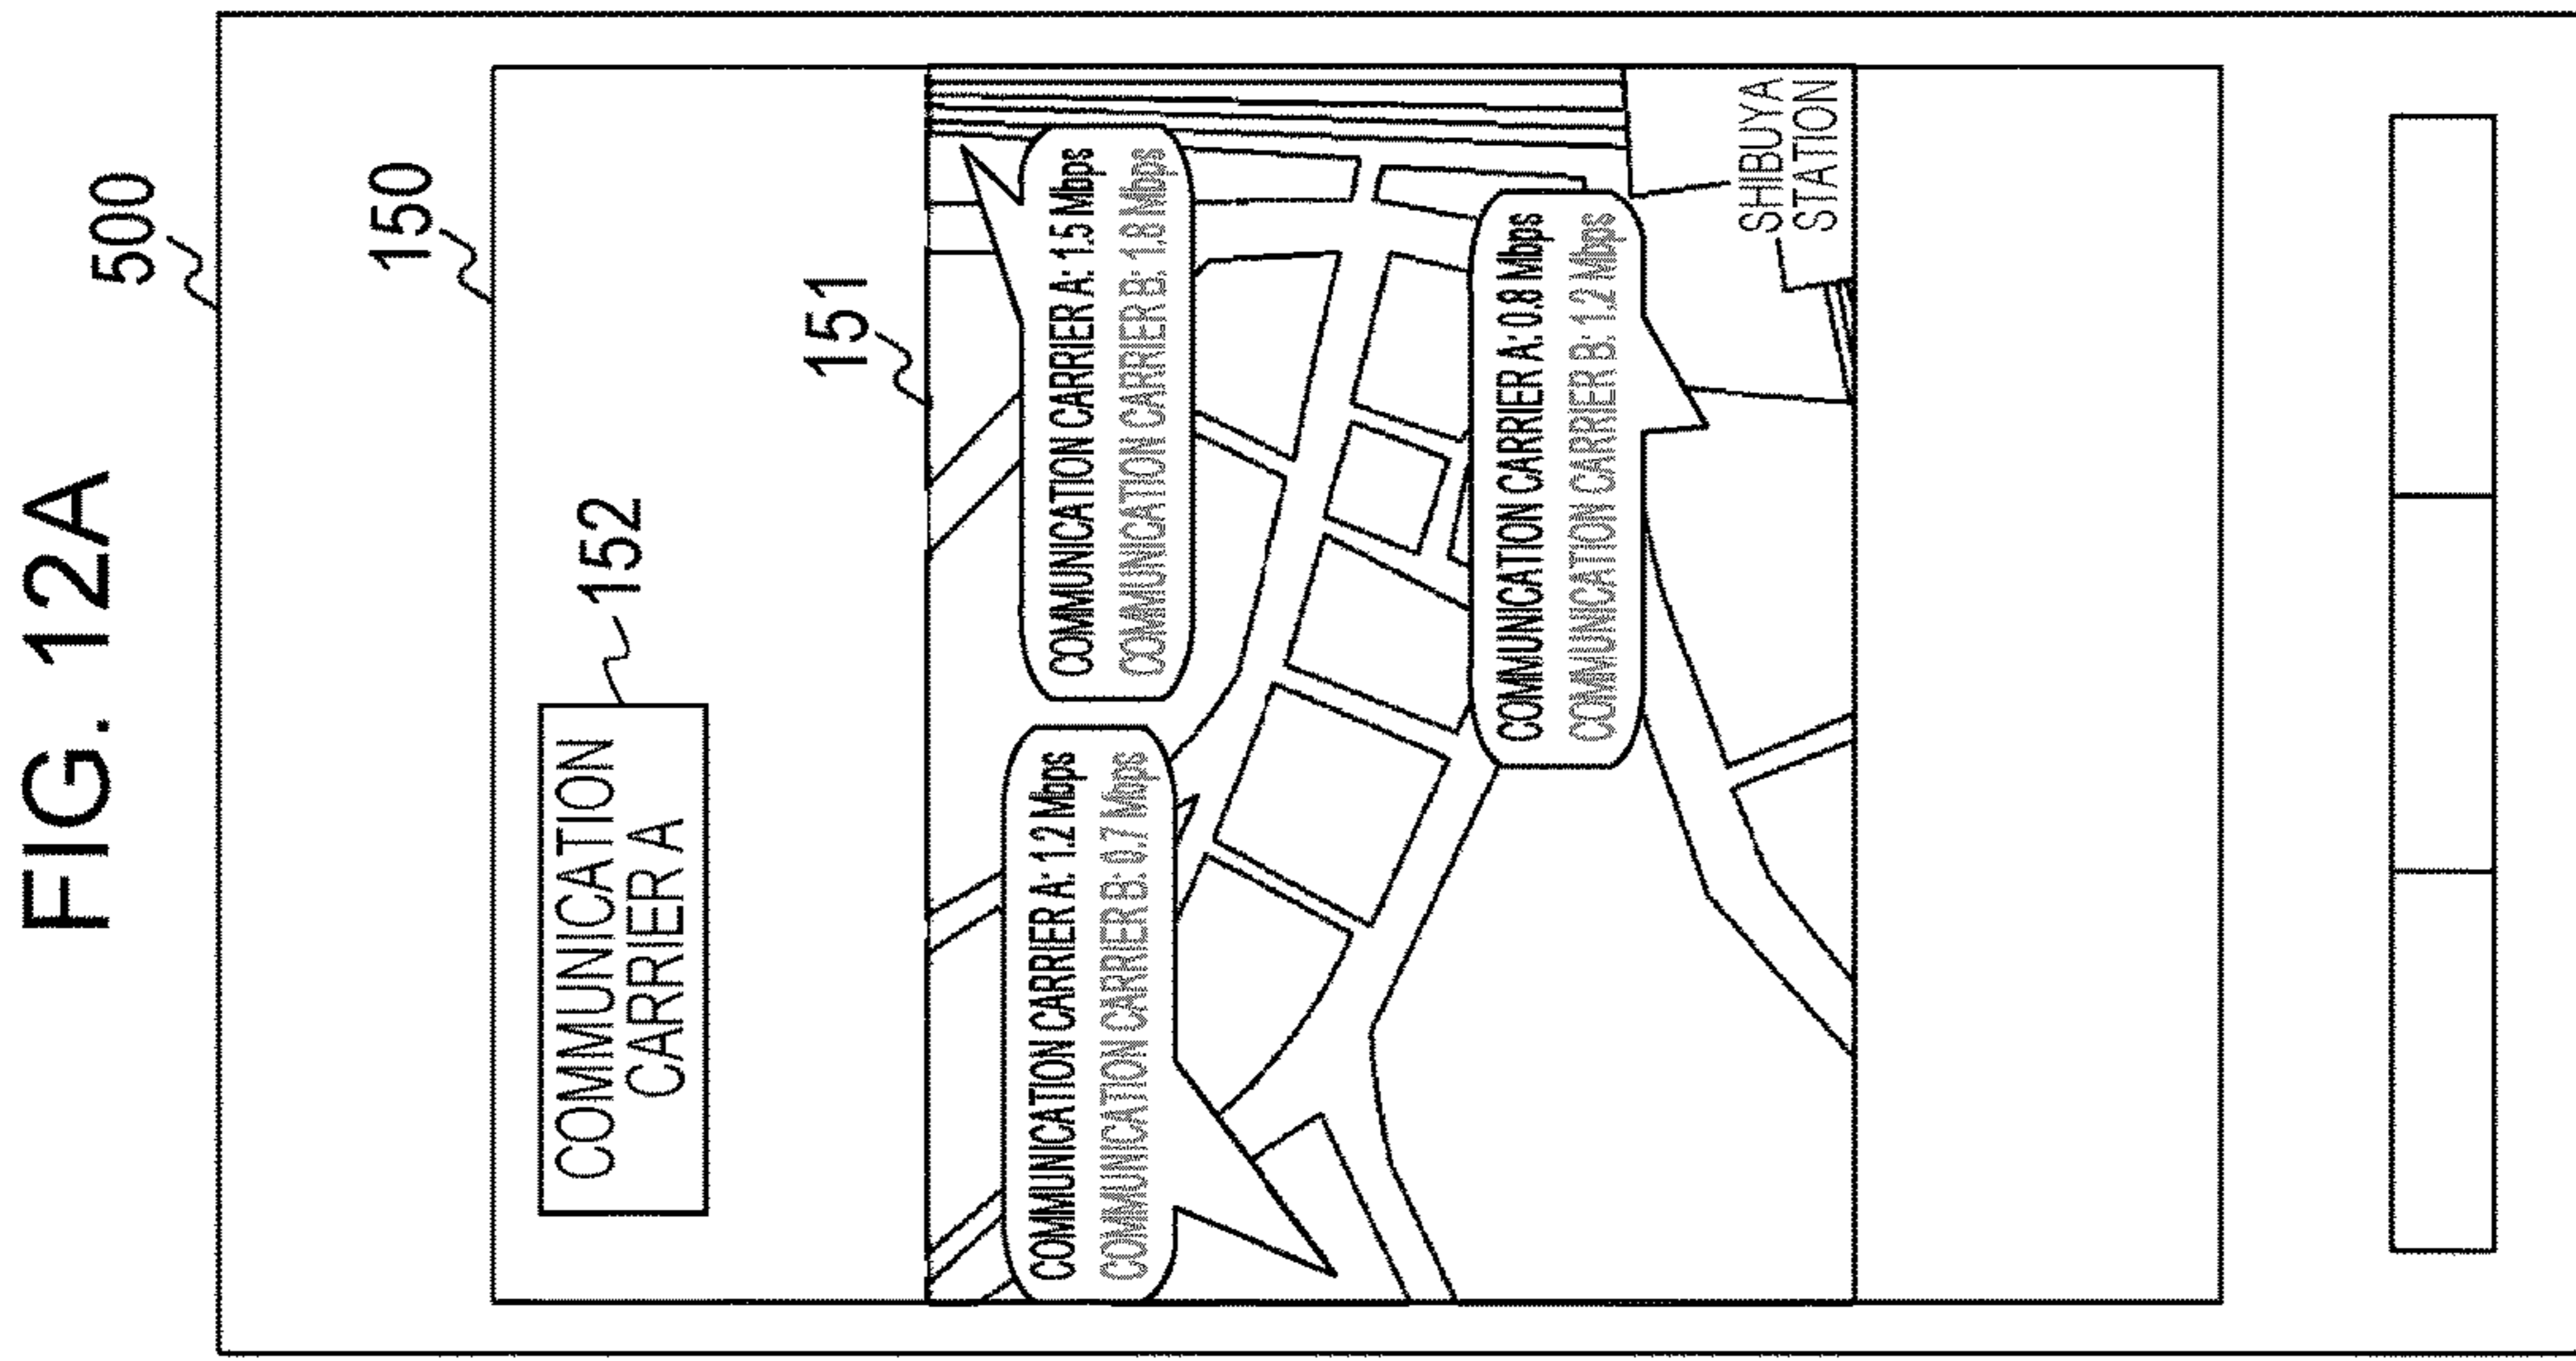 FIG. 12A
500
150
152
COMMUNICATION
CARRIER A
151
COMMUNICATION CARRIER A: 1.2 Mbps
COMMUNICATION CARRIER B: 0.7 Mbps
COMMUNICATION CARRIER A: 1.5 Mbps
COMMUNICATION CARRIER B: 1.8 Mbps
COMMUNICATION CARRIER A: 0.8 Mbps
COMMUNICATION CARRIER B: 1.2 Mbps
SHIBUYA
STATION